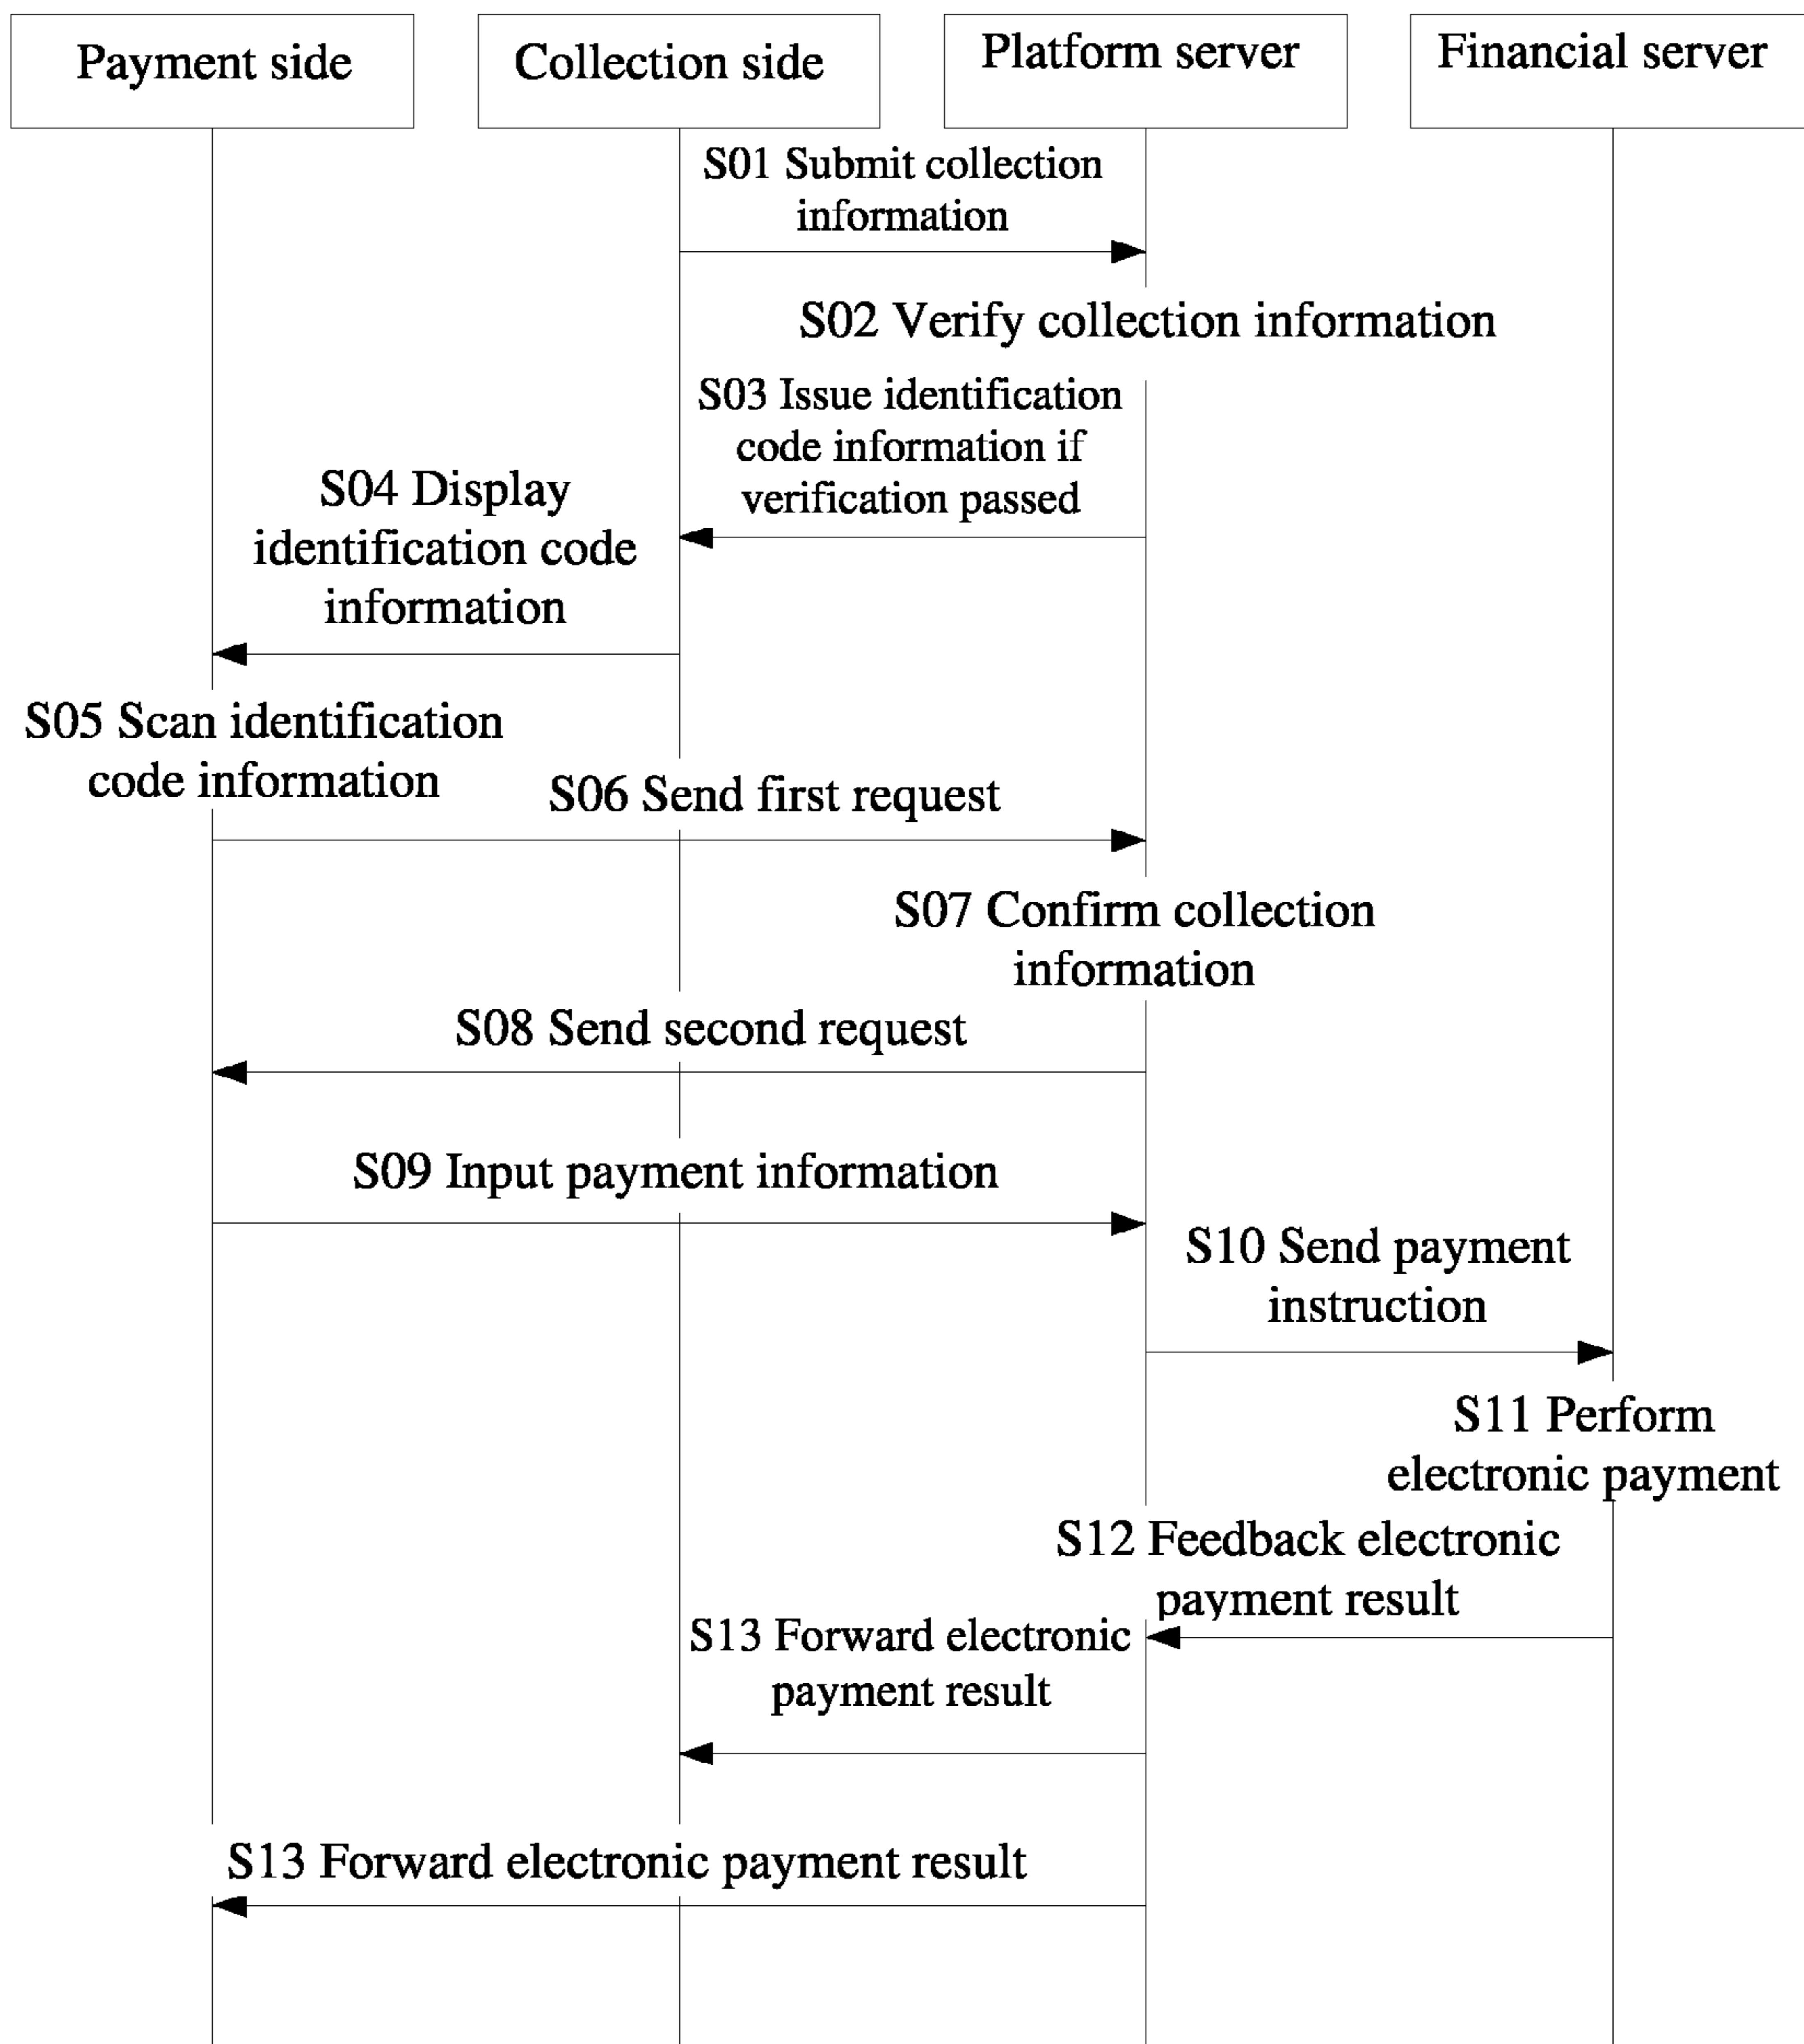 Payment side
Collection side
Platform server
Financial server
S01 Submit collection
information
S02 Verify collection information
S03 Issue identification
code information if
verification passed
S04 Display
identification code
information
S05 Scan identification
code information
S06 Send first request
S07 Confirm collection
information
S08 Send second request
S09 Input payment information
S10 Send payment
instruction
S11 Perform
electronic payment
S12 Feedback electronic
payment result
S13 Forward electronic
payment result
S13 Forward electronic payment result